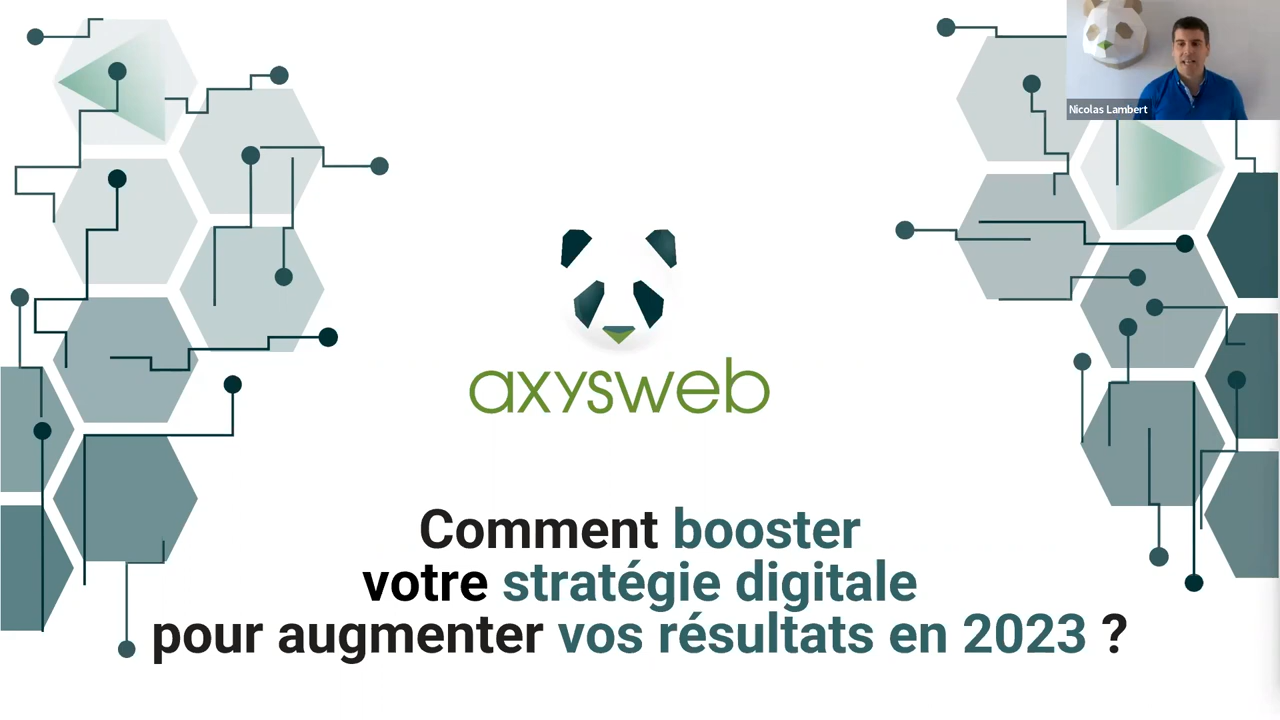 Nicolas Lambert
axysweb
Comment booster
votre stratégie digitale
pour augmenter vos résultats en 2023 ?